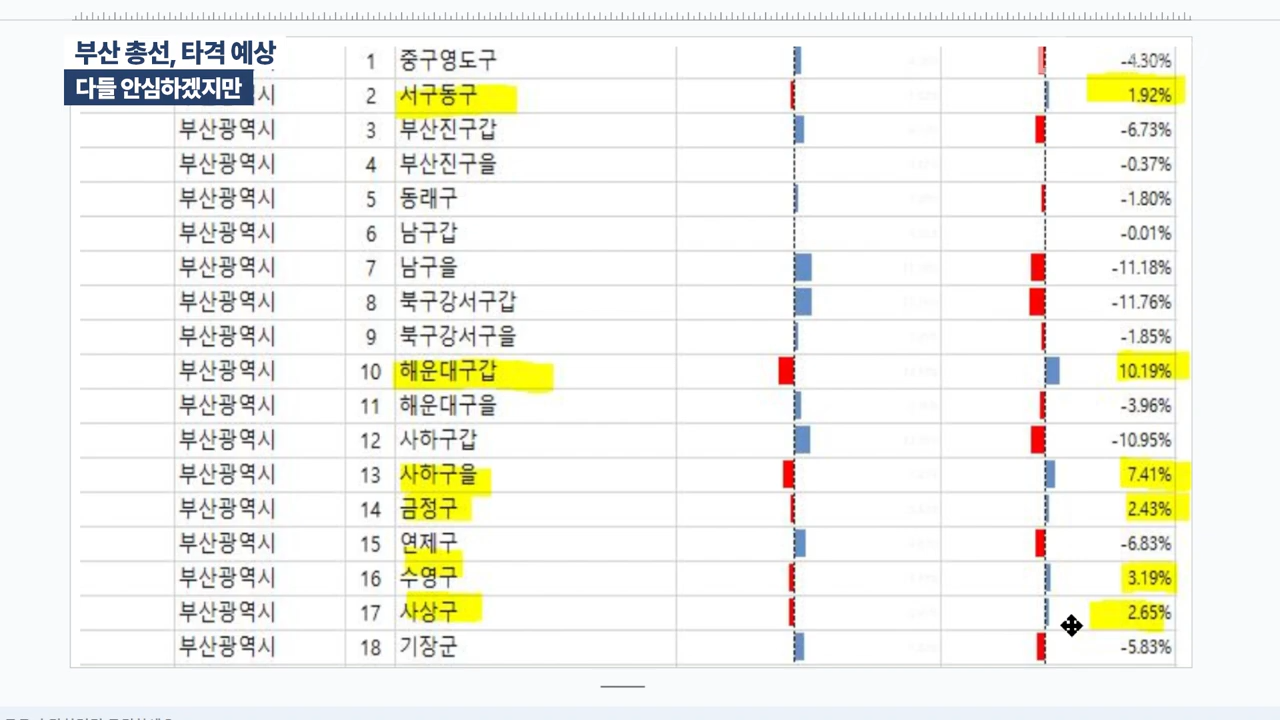 부산 총선, 타격 예상
다들 안심하겠지만
1 중구영도구 -4.30%
시 2 서구동구 1.92%
부산광역시 3 부산진구갑 -6.73%
부산광역시 4 부산진구을 -0.37%
부산광역시 5 동래구 -1.80%
부산광역시 6 남구갑 -0.01%
부산광역시 7 남구을 -11.18%
부산광역시 8 북구강서구갑 -11.76%
부산광역시 9 북구강서구을 -1.85%
부산광역시 10 해운대구갑 10.19%
부산광역시 11 해운대구을 -3.96%
부산광역시 12 사하구갑 -10.95%
부산광역시 13 사하구을 7.41%
부산광역시 14 금정구 2.43%
부산광역시 15 연제구 -6.83%
부산광역시 16 수영구 3.19%
부산광역시 17 사상구 2.65%
부산광역시 18 기장군 -5.83%